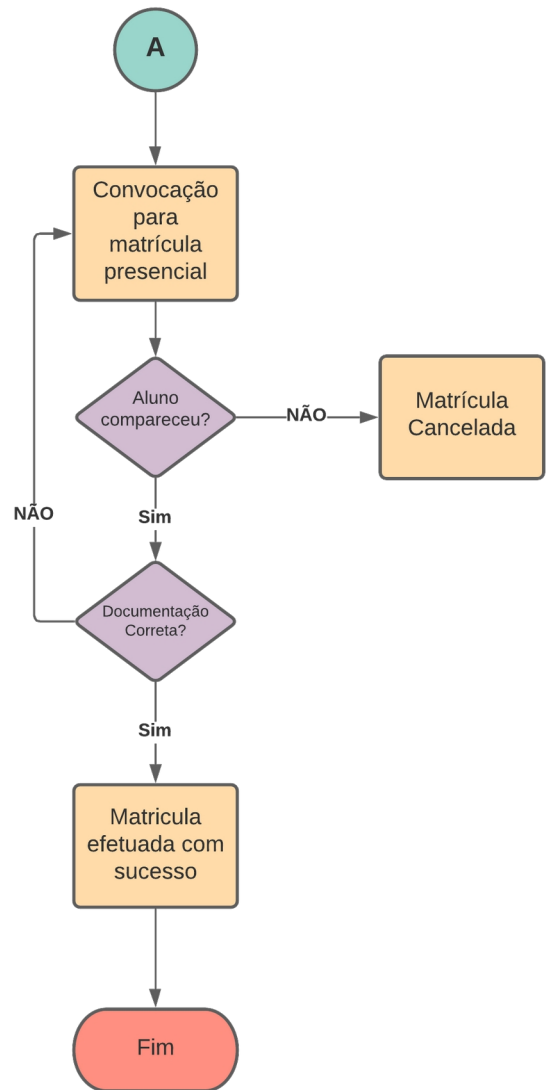 A
Convocação
para
matrícula
presencial
Aluno
compareceu?
NÃO
Matrícula
Cancelada
NÃO
Sim
Documentação
Correta?
Sim
Matricula
efetuada com
sucesso
Fim